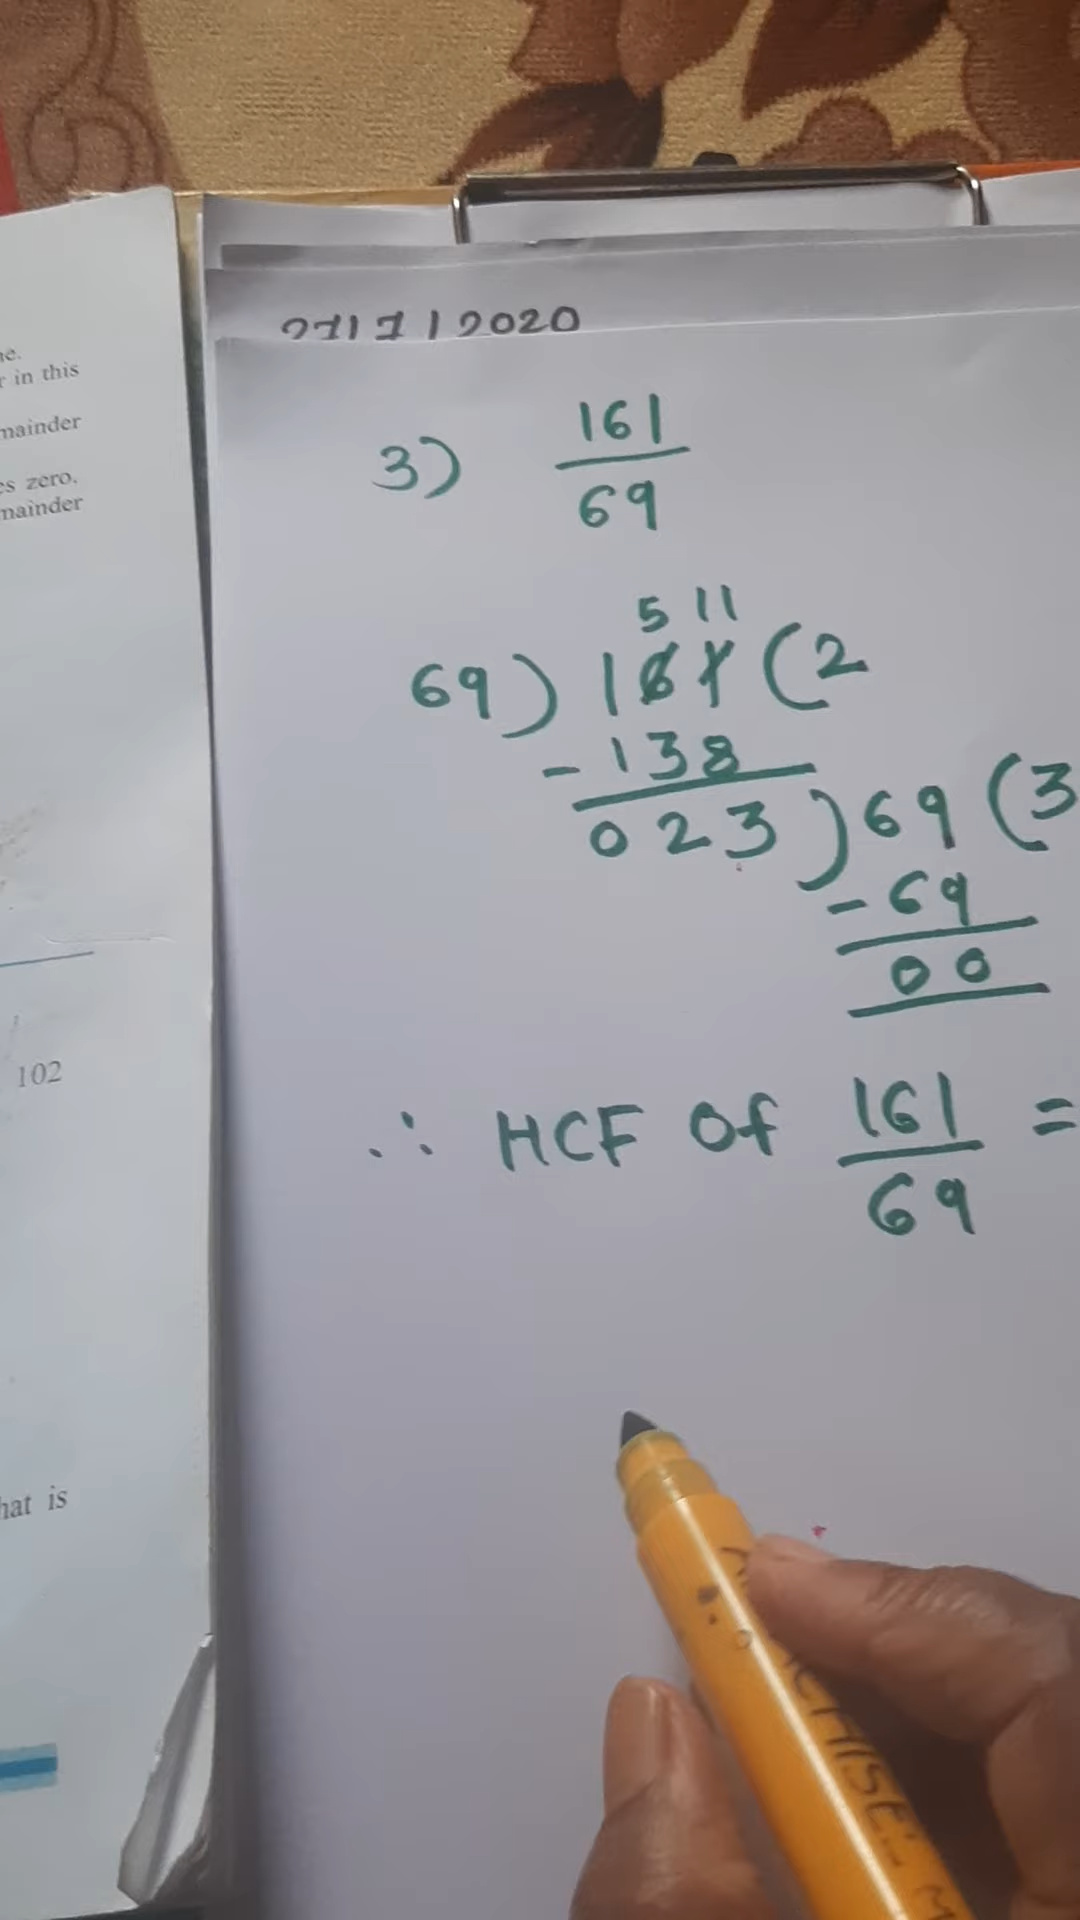 r in this
mainder
es zero.
mainder
102
hat is
27/7/2020
3) 161
69
5 11
69) 161 (2
- 138
023) 69 (3
- 69
00
∴ HCF Of 161 =
69